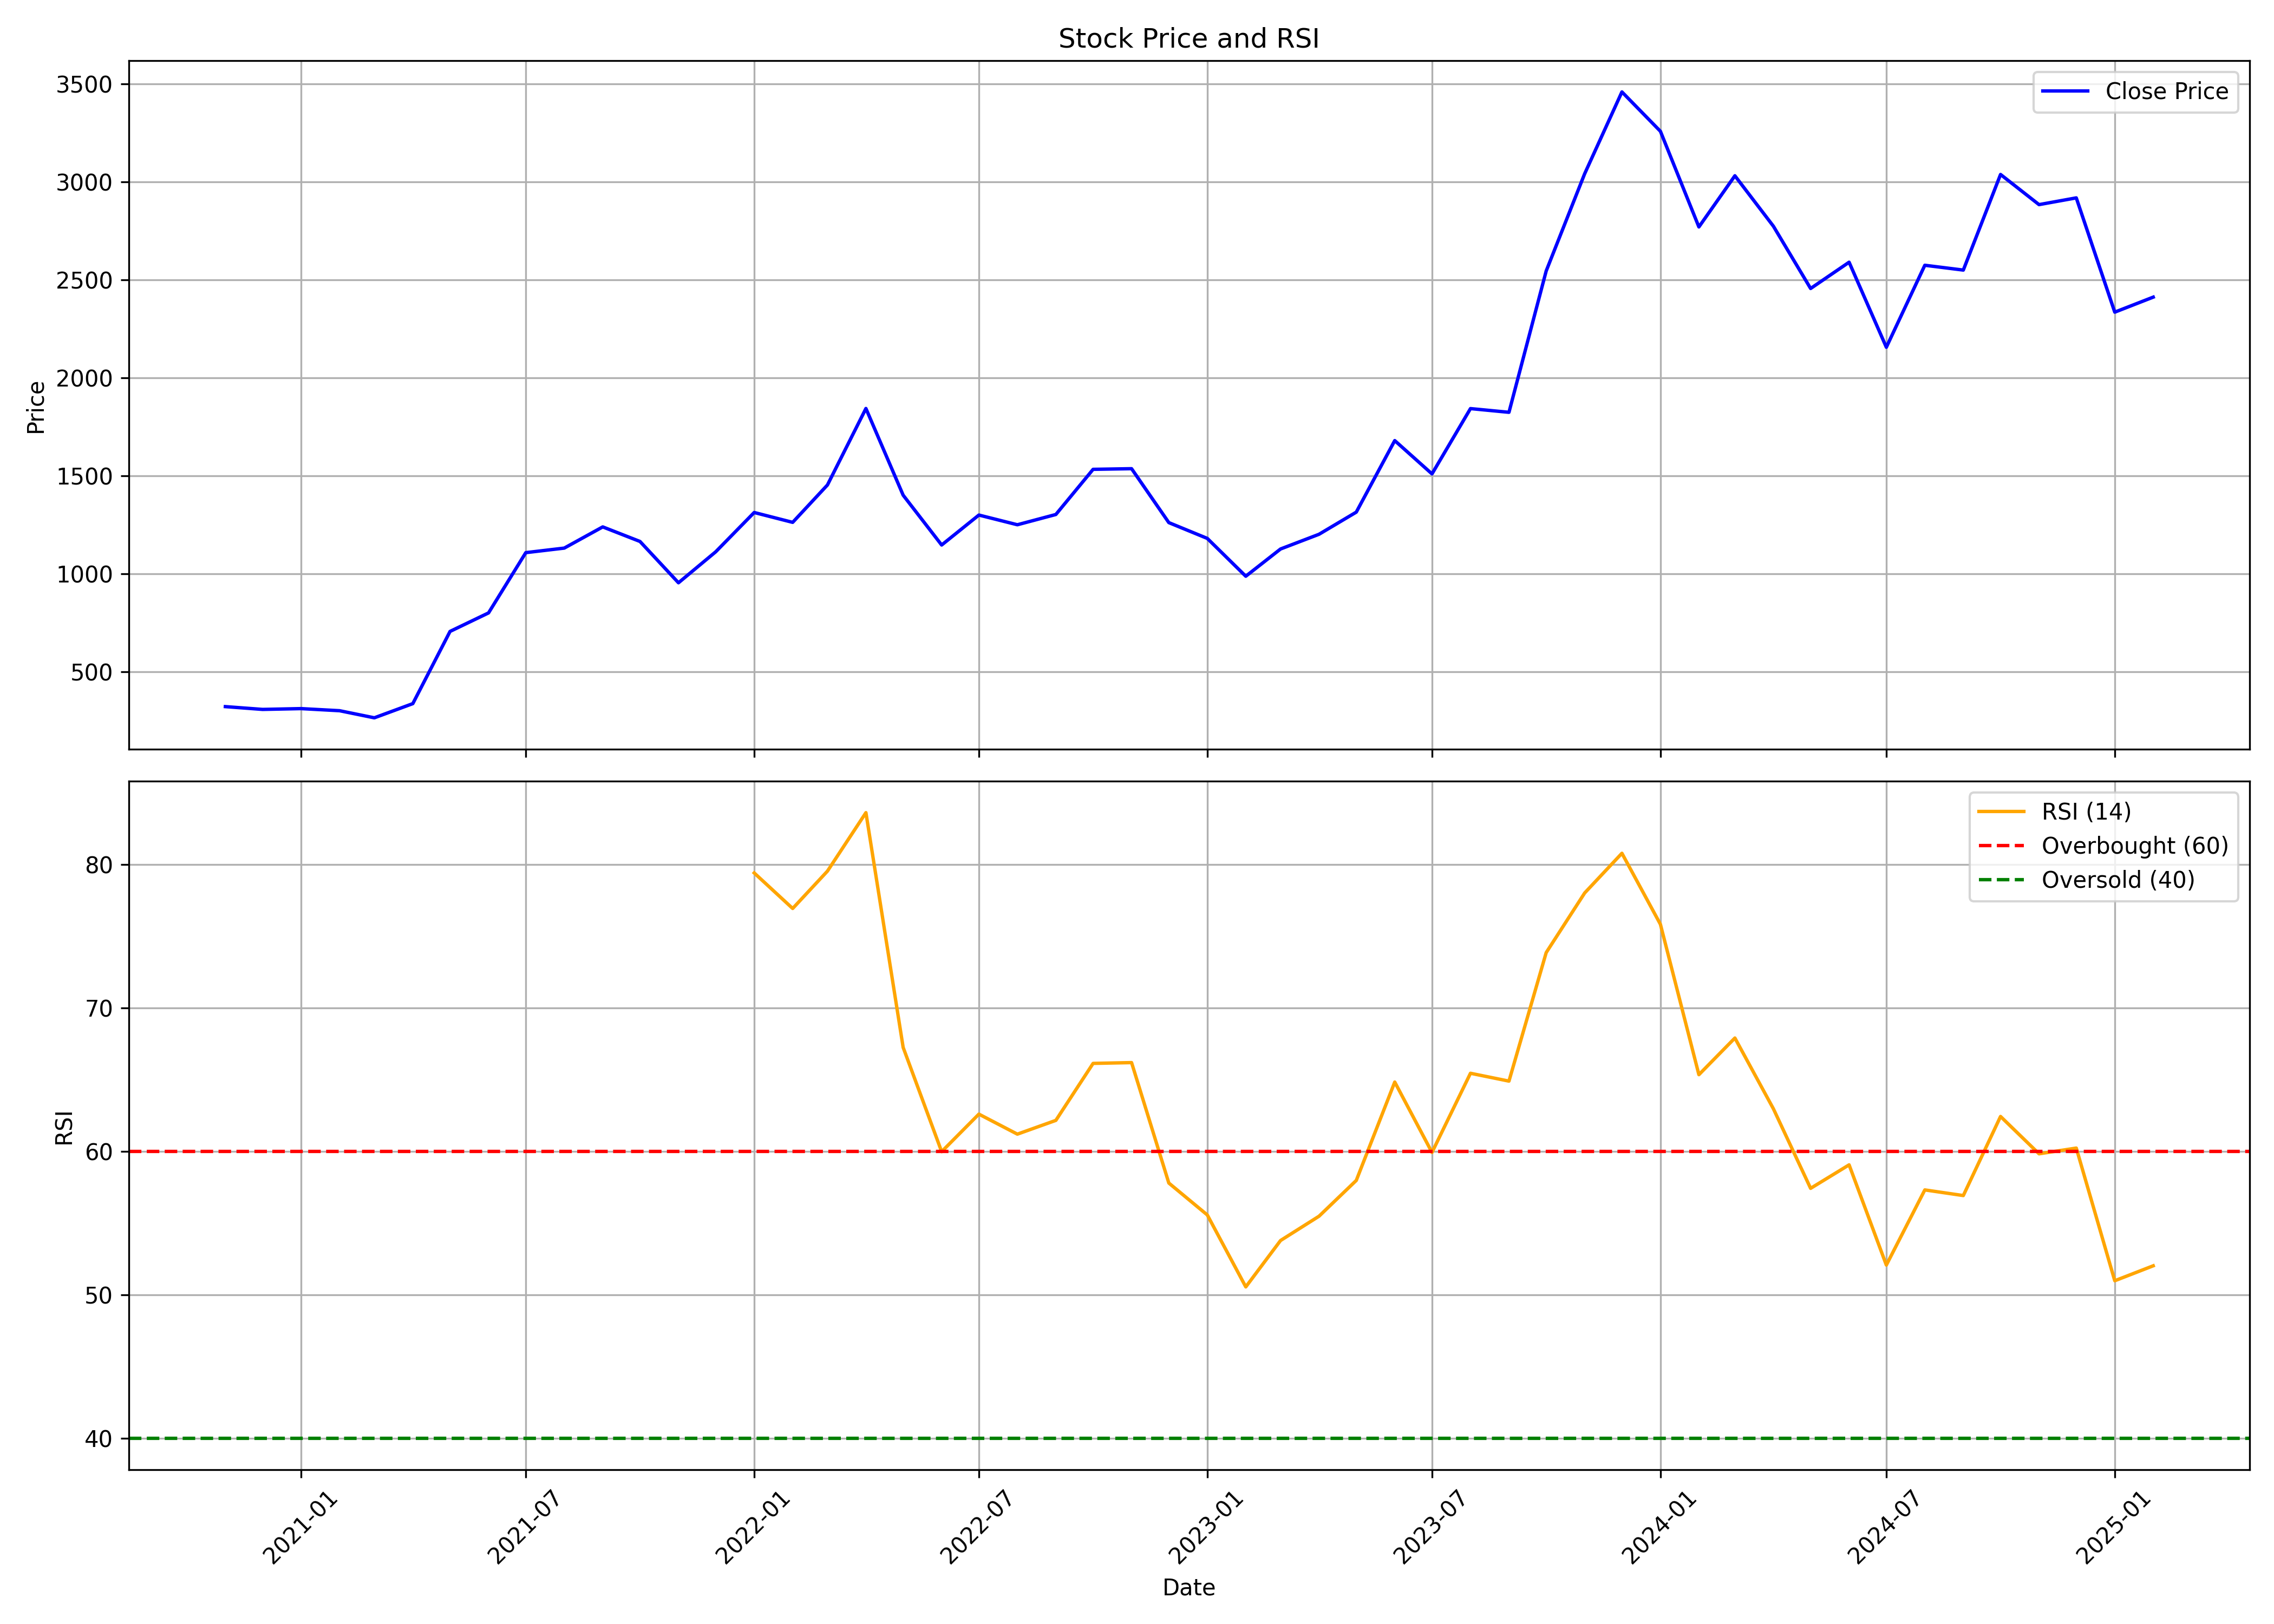 Stock Price and RSI
3500
3000
2500
2000
1500
1000
500
Price
Close Price
80
70
60
50
40
RSI
RSI (14)
Overbought (60)
Oversold (40)
2021-01
2021-07
2022-01
2022-07
2023-01
2023-07
2024-01
2024-07
2025-01
Date